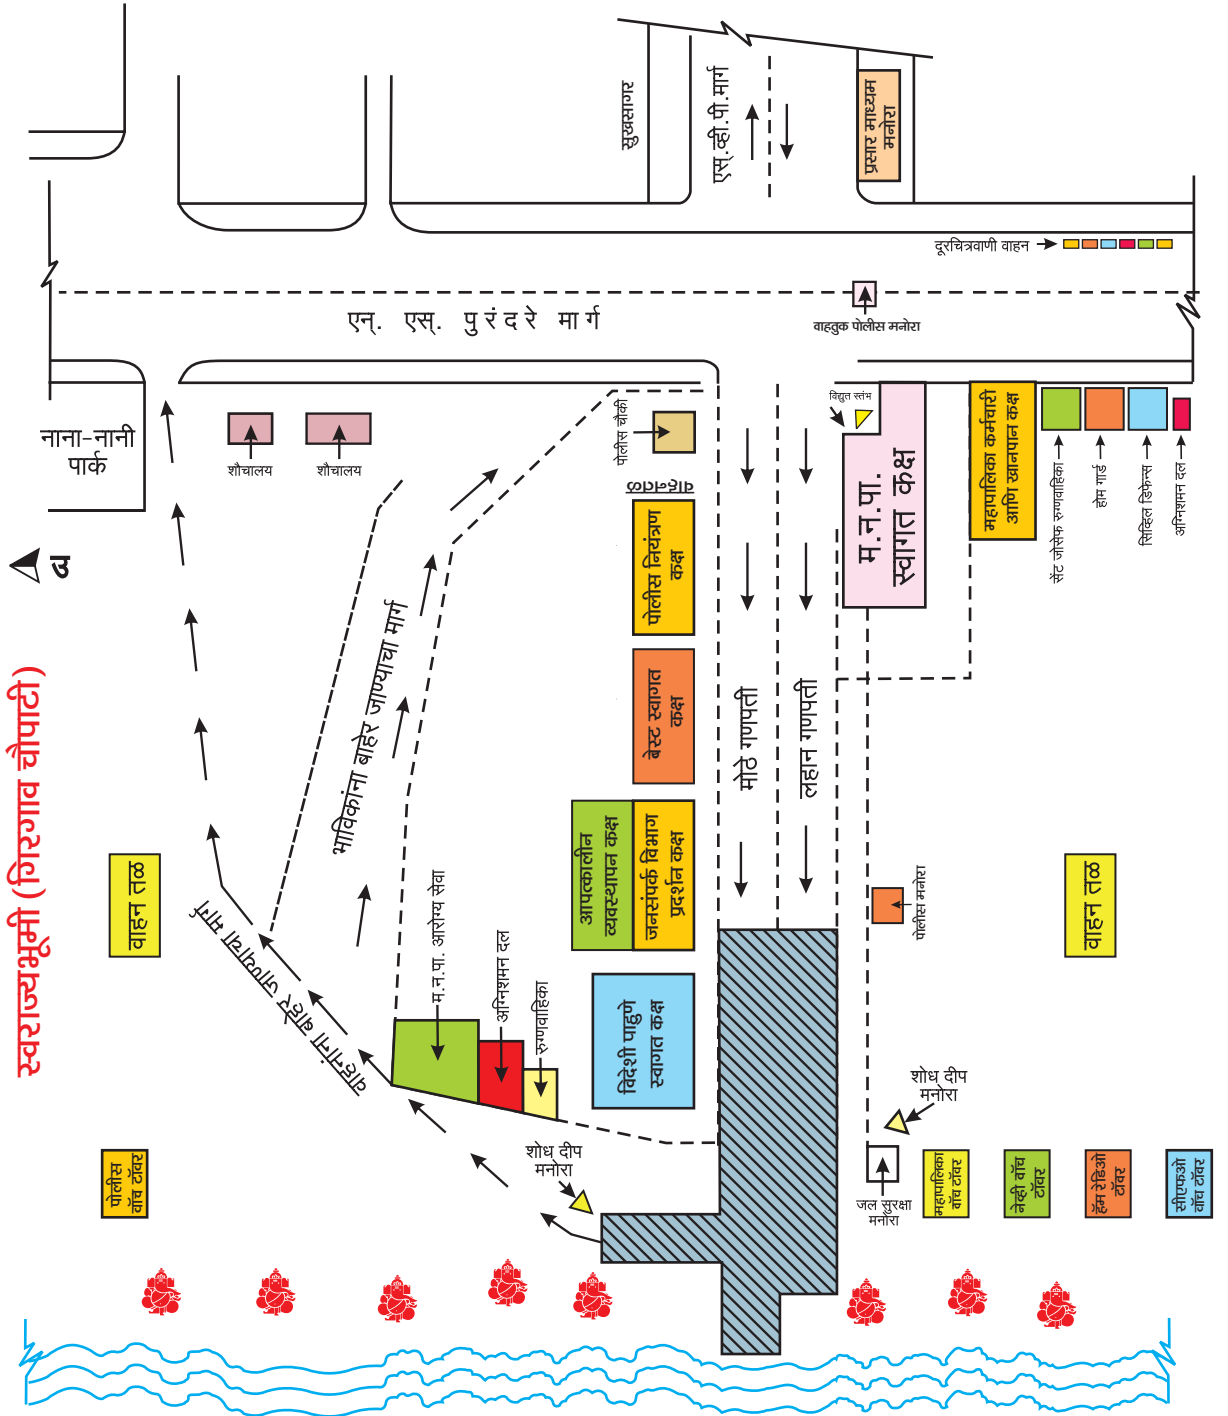 सुखसागर
एस्.व्ही.पी.मार्ग
प्रसार माध्यम
मनोरा
दूरचित्रवाणी वाहन
एन्. एस्. पुरंदरे मार्ग
वाहतुक पोलीस मनोरा
नाना-नानी
पार्क
शौचालय
शौचालय
पोलीस चौकी
वाहनतळ
विद्युत स्तंभ
म.न.पा.
स्वागत कक्ष
महापालिका कर्मचारी
आणि खानपान कक्ष
सेंट जोसेफ रुग्णवाहिका
होम गार्ड
सिव्हिल डिफेन्स
अग्निशमन दल
उ
स्वराज्यभूमी (गिरगाव चौपाटी)
पोलीस नियंत्रण
कक्ष
बेस्ट स्वागत
कक्ष
भाविकांना बाहेर जाण्याचा मार्ग
मोठे गणपती
लहान गणपती
आपत्कालीन
व्यवस्थापन कक्ष
जनसंपर्क विभाग
प्रदर्शन कक्ष
वाहन तळ
वाहनांना बाहेर जाण्याचा मार्ग
म.न.पा. आरोग्य सेवा
अग्निशमन दल
रुग्णवाहिका
विदेशी पाहुणे
स्वागत कक्ष
पोलीस मनोरा
वाहन तळ
शोध दीप
मनोरा
शोध दीप
मनोरा
पोलीस
वॉच टॉवर
जल सुरक्षा
मनोरा
महापालिका
वॉच टॉवर
नेव्ही वॉच
टॉवर
हॅम रेडिओ
टॉवर
सीएफओ
वॉच टॉवर